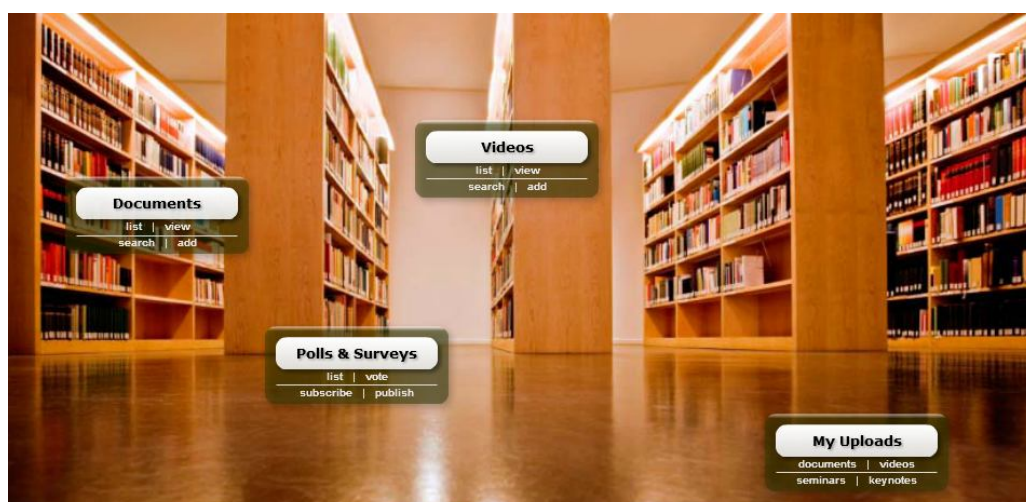 Videos
list | view
search | add
Documents
list | view
search | add
Polls & Surveys
list | vote
subscribe | publish
My Uploads
documents | videos
seminars | keynotes